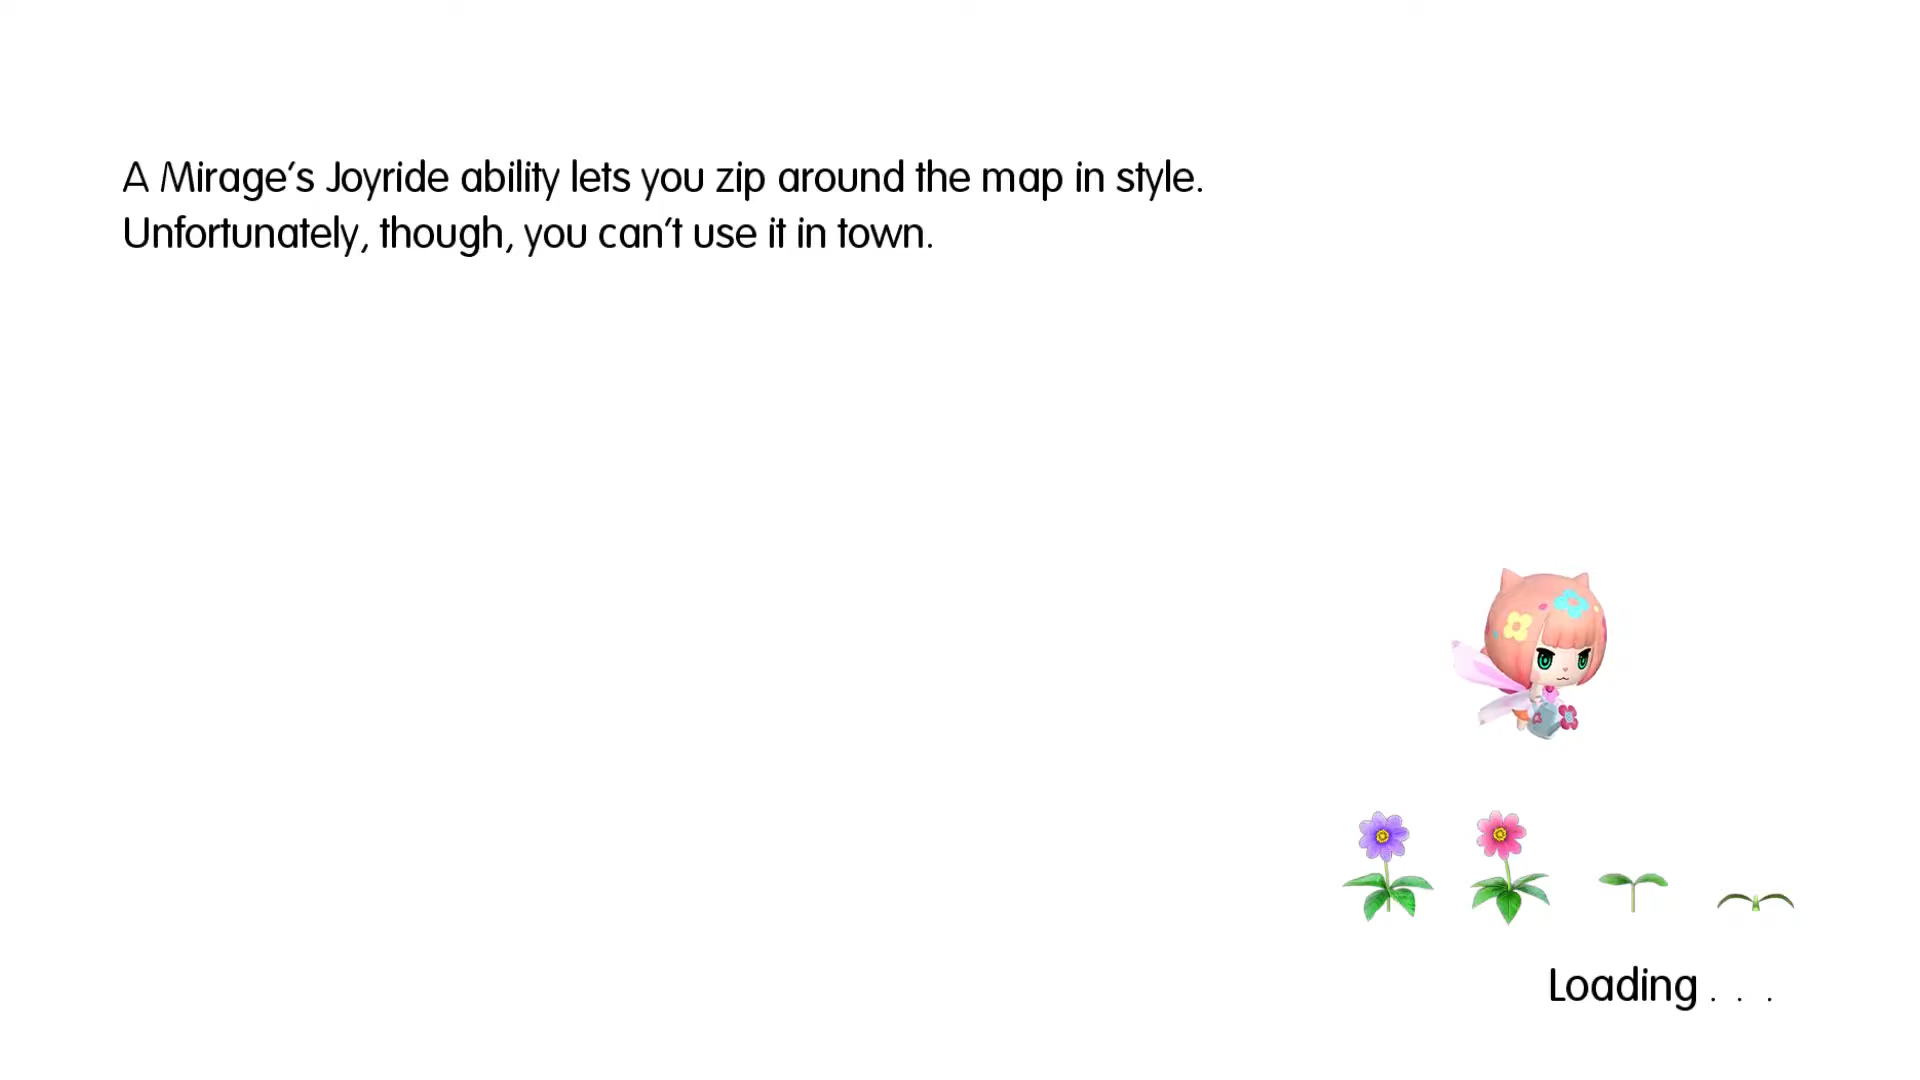 A Mirage's Joyride ability lets you zip around the map in style.
Unfortunately, though, you can't use it in town.
Loading . . .